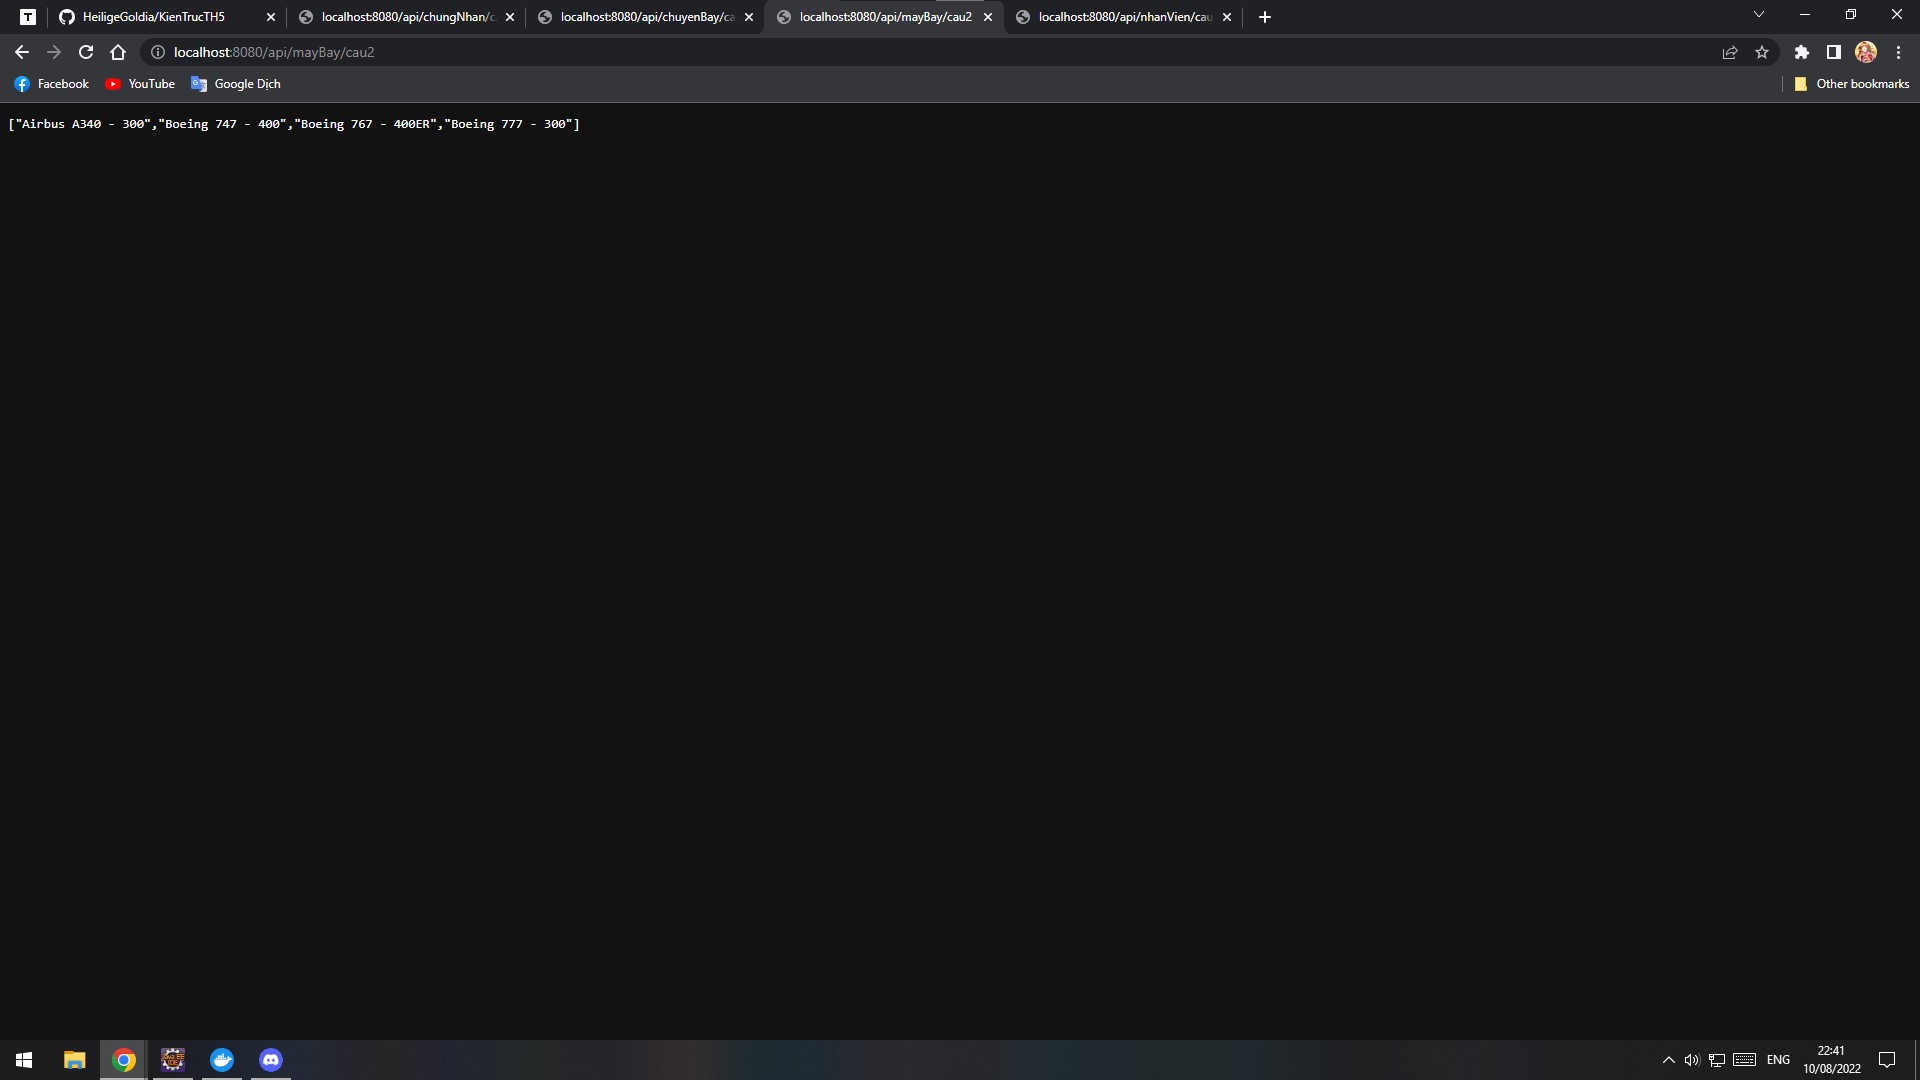 T
HeiligeGoldia/KienTrucTH5
localhost:8080/api/chungNhan/c
localhost:8080/api/chuyenBay/ca
localhost:8080/api/mayBay/cau2
localhost:8080/api/nhanVien/cau
localhost:8080/api/mayBay/cau2
Facebook
YouTube
Google Dịch
Other bookmarks
["Airbus A340 - 300","Boeing 747 - 400","Boeing 767 - 400ER","Boeing 777 - 300"]
ENG
22:41
10/08/2022